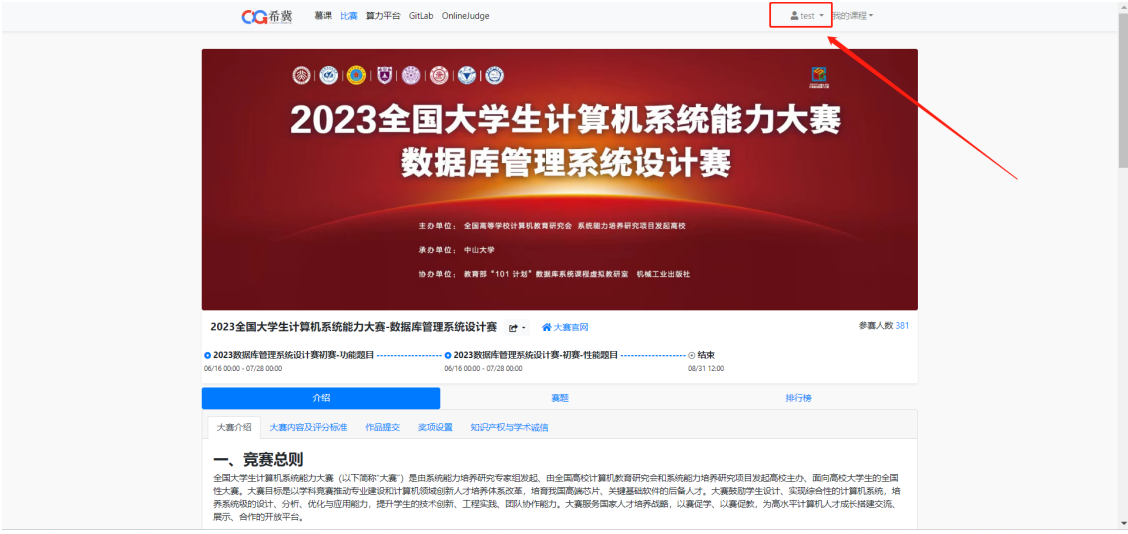 CG希冀 慕课 比赛 算力平台 GitLab OnlineJudge test 我的课程
2023全国大学生计算机系统能力大赛
数据库管理系统设计赛
主办单位： 全国高等学校计算机教育研究会 系统能力培养研究项目发起高校
承办单位： 中山大学
协办单位： 教育部“101 计划”数据库系统课程虚拟教研室 机械工业出版社
2023全国大学生计算机系统能力大赛-数据库管理系统设计赛 大赛官网 参赛人数 381
2023数据库管理系统设计赛初赛-功能题目 ------------------ 2023数据库管理系统设计赛-初赛-性能题目 ------------------ 结束
06/16 00:00 - 07/28 00:00 06/16 00:00 - 07/28 00:00 08/31 12:00
介绍 赛题 排行榜
大赛介绍 大赛内容及评分标准 作品提交 奖项设置 知识产权与学术诚信
一、竞赛总则
全国大学生计算机系统能力大赛（以下简称“大赛”）是由系统能力培养研究专家组发起、由全国高校计算机教育研究会和系统能力培养研究项目发起高校主办、面向高校大学生的全国
性大赛。大赛目标是以学科竞赛推动专业建设和计算机领域创新人才培养体系改革，培育我国高端芯片、关键基础软件的后备人才。大赛鼓励学生设计、实现综合性的计算机系统，培
养系统级的设计、分析、优化与应用能力，提升学生的技术创新、工程实践、团队协作能力。大赛服务国家人才培养战略，以赛促学、以赛促教，为高水平计算机人才成长搭建交流、
展示、合作的开放平台。